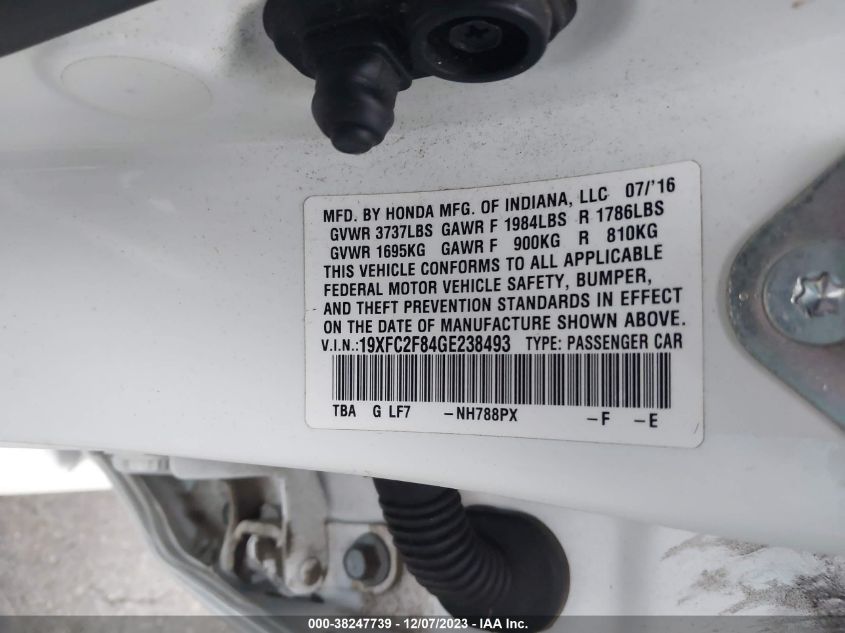 MFD. BY HONDA MFG. OF INDIANA, LLC 07/'16
GVWR 3737LBS GAWR F 1984LBS R 1786LBS
GVWR 1695KG GAWR F 900KG R 810KG
THIS VEHICLE CONFORMS TO ALL APPLICABLE
FEDERAL MOTOR VEHICLE SAFETY, BUMPER,
AND THEFT PREVENTION STANDARDS IN EFFECT
ON THE DATE OF MANUFACTURE SHOWN ABOVE.
V.I.N.:19XFC2F84GE238493 TYPE: PASSENGER CAR
TBA G LF7 -NH788PX -F -E
000-38247739 - 12/07/2023 - IAA Inc.